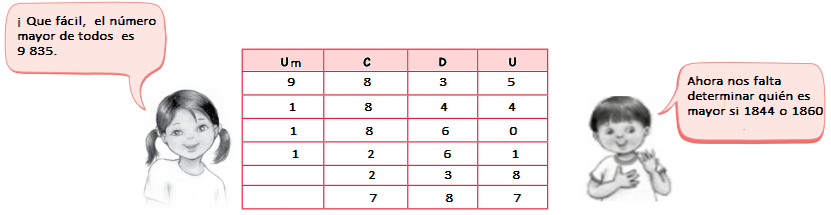 ¡ Que fácil, el número
mayor de todos es
9 835.
Um C D U
9 8 3 5
1 8 4 4
1 8 6 0
1 2 6 1
2 3 8
7 8 7
Ahora nos falta
determinar quién es
mayor si 1844 o 1860